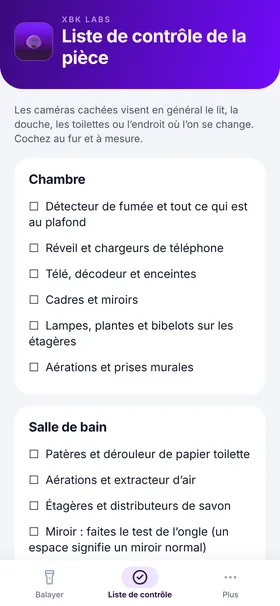 XBK LABS
Liste de contrôle de la
pièce
Les caméras cachées visent en général le lit, la
douche, les toilettes ou l’endroit où l’on se change.
Cochez au fur et à mesure.
Chambre
☐ Détecteur de fumée et tout ce qui est
au plafond
☐ Réveil et chargeurs de téléphone
☐ Télé, décodeur et enceintes
☐ Cadres et miroirs
☐ Lampes, plantes et bibelots sur les
étagères
☐ Aérations et prises murales
Salle de bain
☐ Patères et dérouleur de papier toilette
☐ Aérations et extracteur d’air
☐ Étagères et distributeurs de savon
☐ Miroir : faites le test de l’ongle (un
espace signifie un miroir normal)
Balayer
Liste de contrôle
Plus